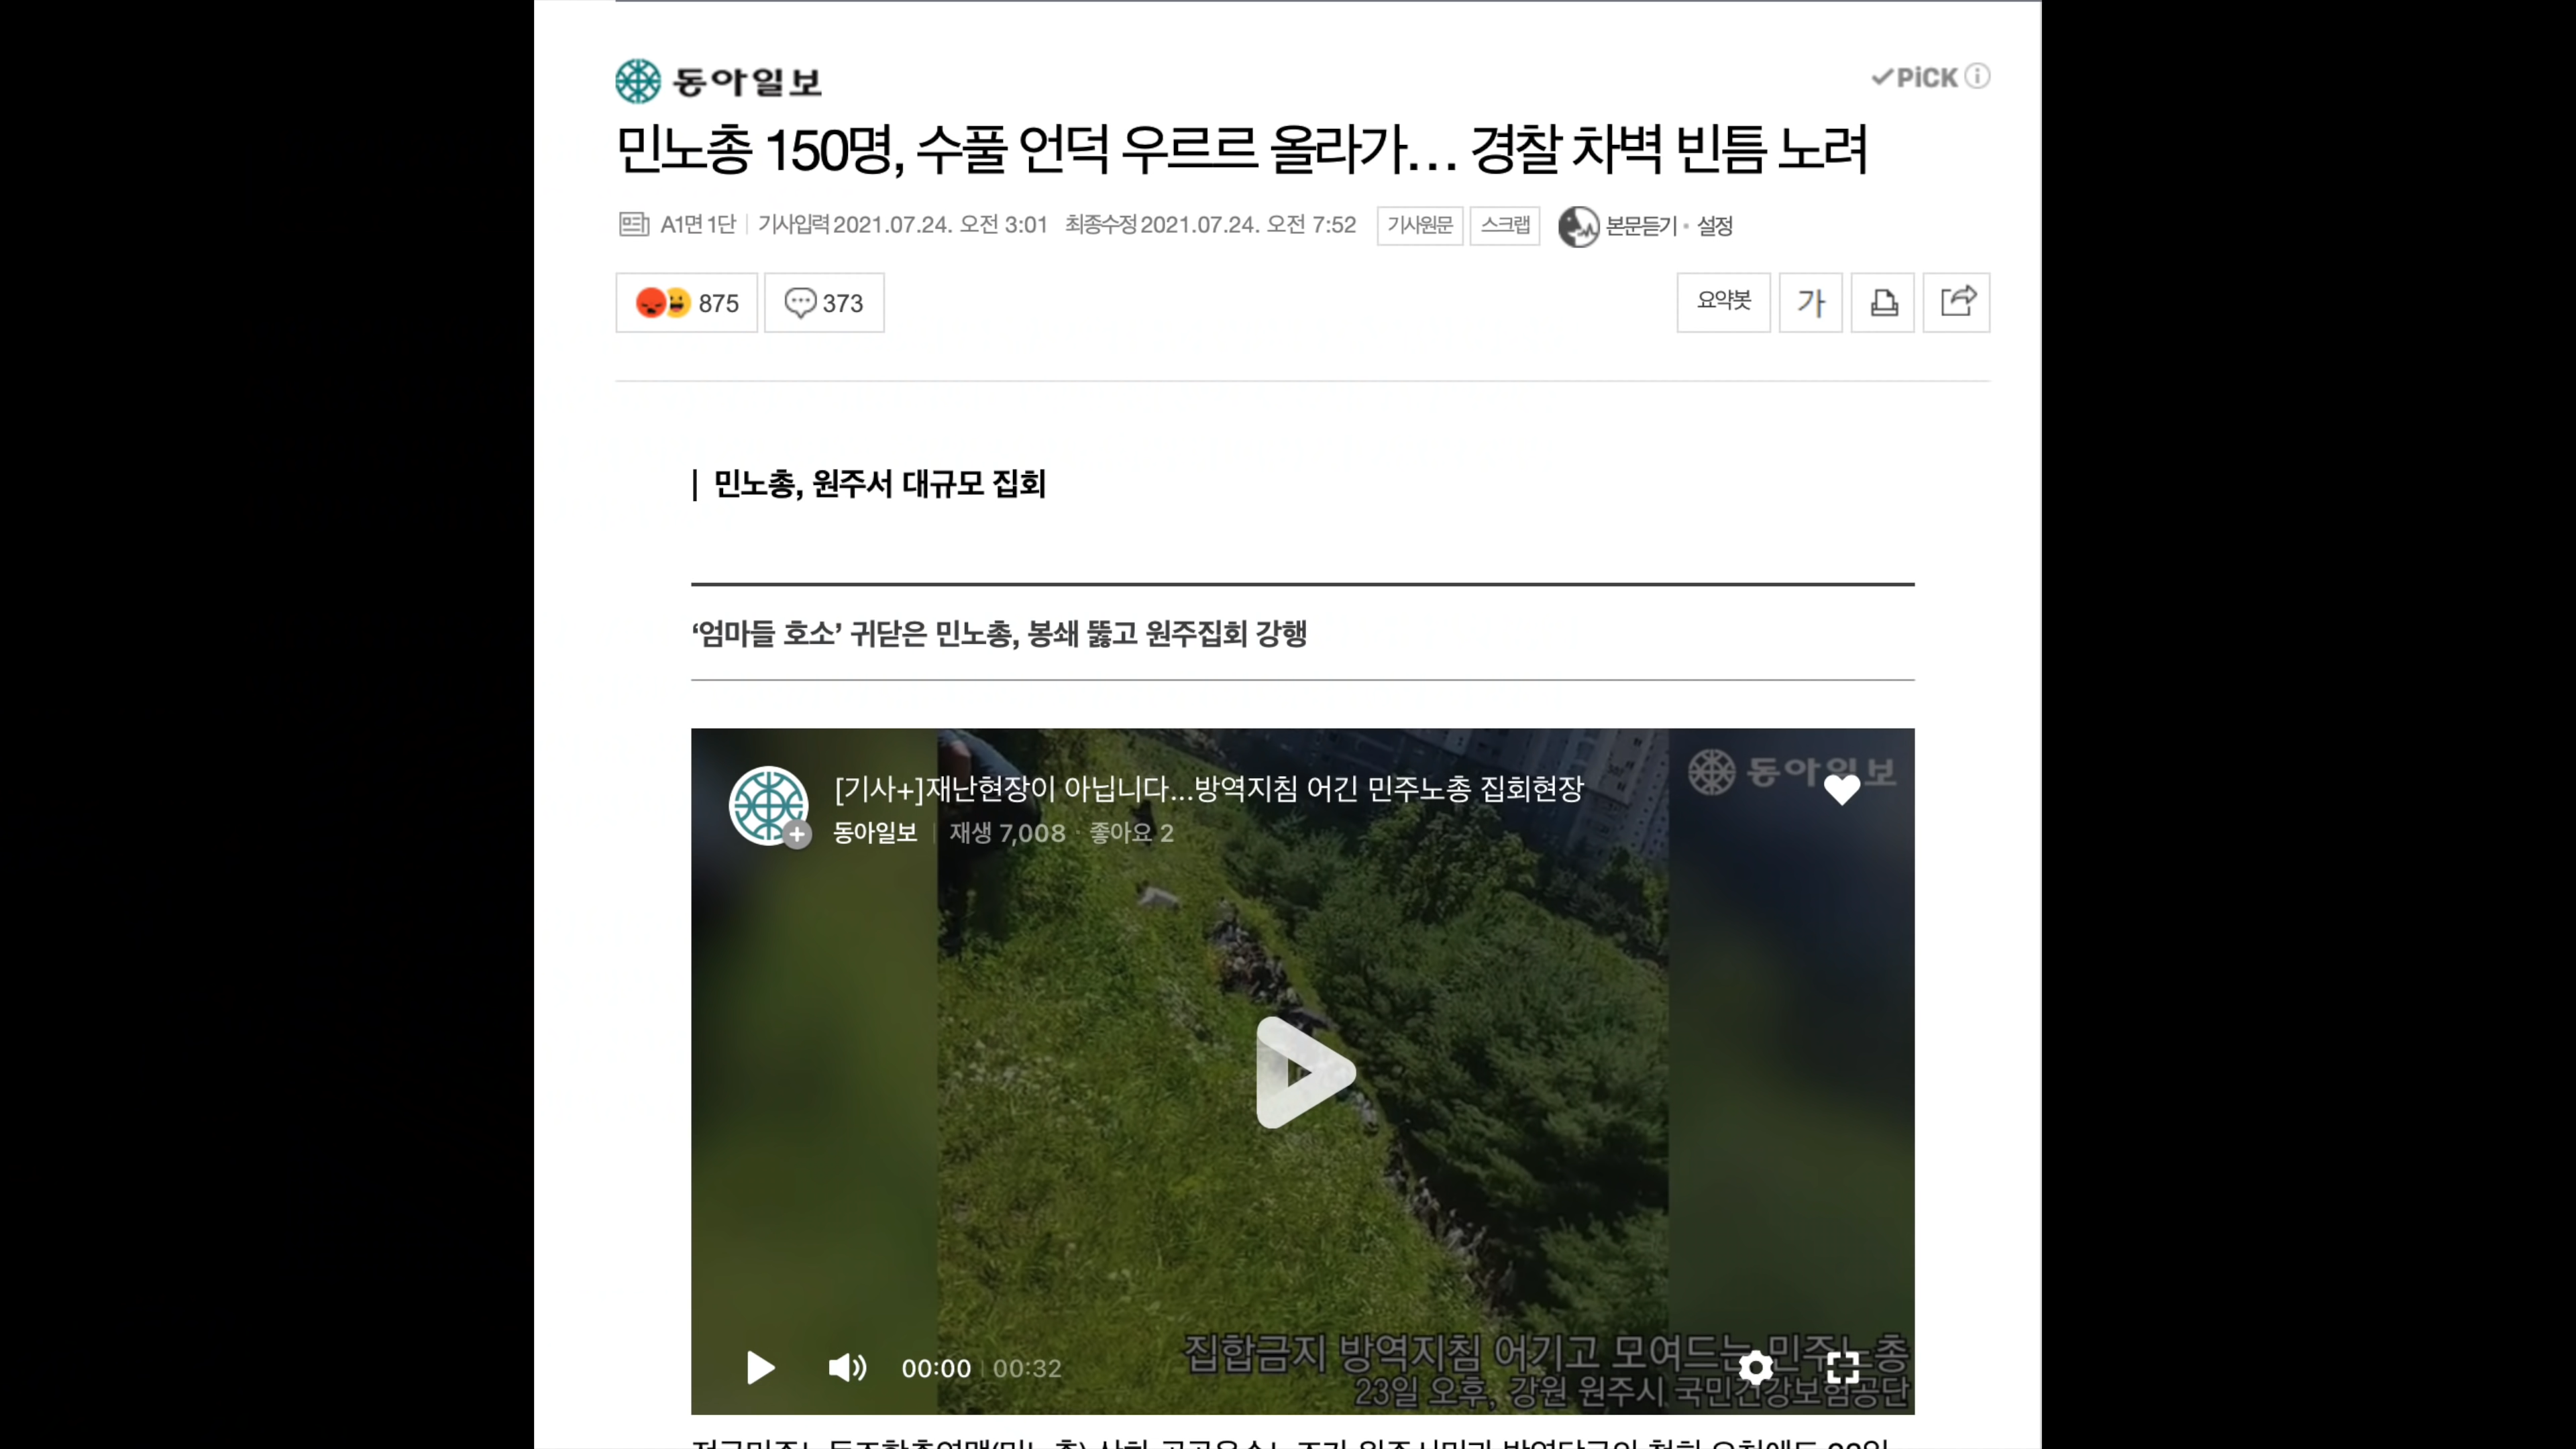 동아일보
✔PiCK ⓘ
민노총 150명, 수풀 언덕 우르르 올라가… 경찰 차벽 빈틈 노려
A1면 1단 기사입력 2021.07.24. 오전 3:01 최종수정 2021.07.24. 오전 7:52 기사원문 스크랩 본문듣기 · 설정
875 373 요약봇 가
민노총, 원주서 대규모 집회
‘엄마들 호소’ 귀닫은 민노총, 봉쇄 뚫고 원주집회 강행
동아일보
[기사+]재난현장이 아닙니다...방역지침 어긴 민주노총 집회현장
동아일보 재생 7,008 · 좋아요 2
집합금지 방역지침 어기고 모여드는 민주노총
00:00 00:32
23일 오후, 강원 원주시 국민건강보험공단